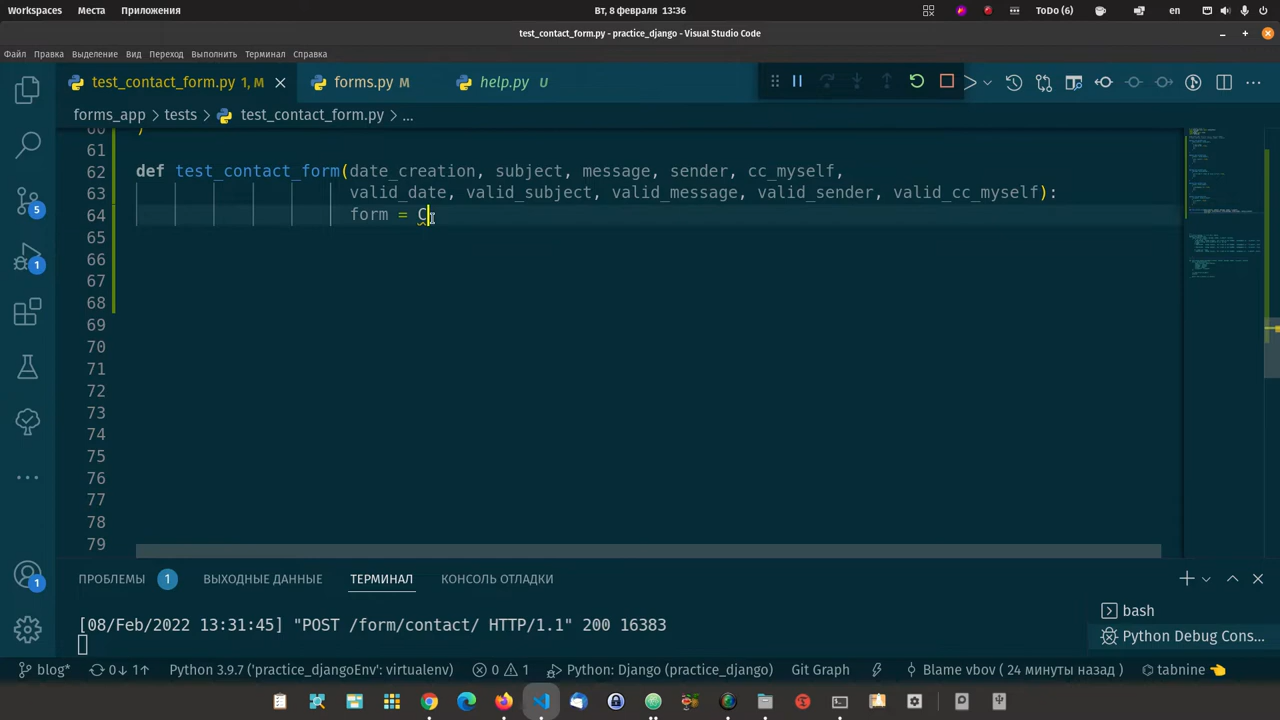 Workspaces Места Приложения Вт, 8 февраля 13:36 ToDo (6) en
test_contact_form.py - practice_django - Visual Studio Code
Файл Правка Выделение Вид Переход Выполнить Терминал Справка
test_contact_form.py 1, M forms.py M help.py U
forms_app > tests > test_contact_form.py > ...
60 )
61
62 def test_contact_form(date_creation, subject, message, sender, cc_myself,
63 valid_date, valid_subject, valid_message, valid_sender, valid_cc_myself):
64 form = C
65
66
67
68
69
70
71
72
73
74
75
76
77
78
79
5
1
1
ПРОБЛЕМЫ 1 ВЫХОДНЫЕ ДАННЫЕ ТЕРМИНАЛ КОНСОЛЬ ОТЛАДКИ
[08/Feb/2022 13:31:45] "POST /form/contact/ HTTP/1.1" 200 16383
bash
Python Debug Cons...
blog* 0↓ 1↑ Python 3.9.7 ('practice_djangoEnv': virtualenv) 0 1 Python: Django (practice_django) Git Graph Blame vbov ( 24 минуты назад ) tabnine